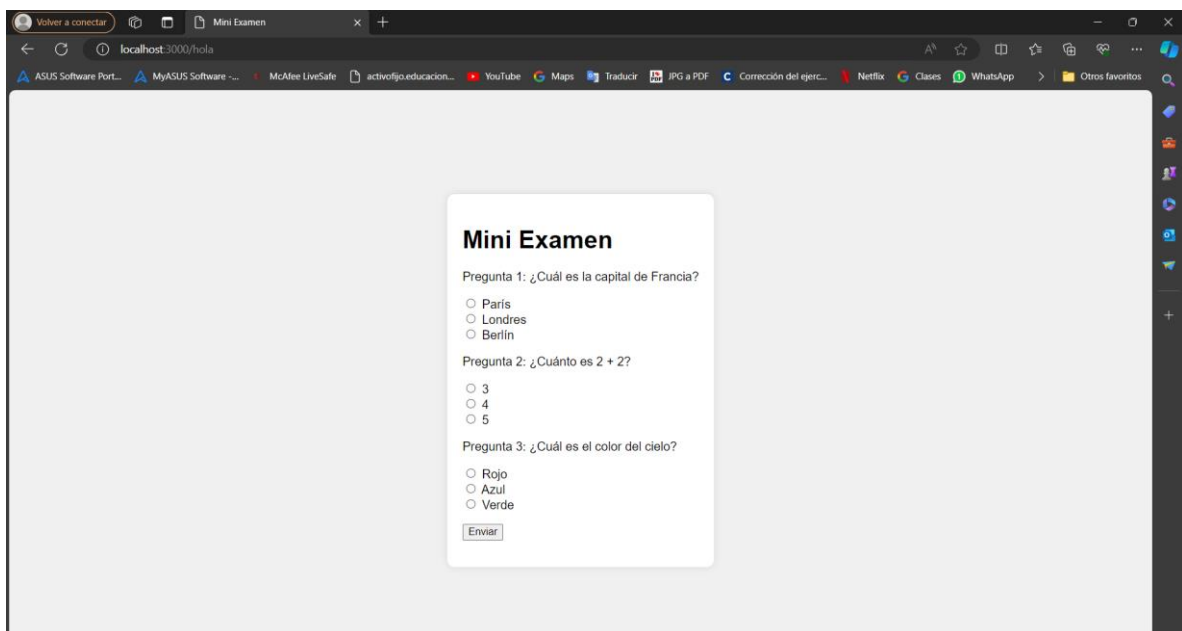 Volver a conectar
Mini Examen
localhost:3000/hola
ASUS Software Port...
MyASUS Software -...
McAfee LiveSafe
activofijo.educacion...
YouTube
Maps
Traducir
JPG a PDF
Corrección del ejerc...
Netflix
Clases
WhatsApp
Otros favoritos
Mini Examen
Pregunta 1: ¿Cuál es la capital de Francia?
París
Londres
Berlín
Pregunta 2: ¿Cuánto es 2 + 2?
3
4
5
Pregunta 3: ¿Cuál es el color del cielo?
Rojo
Azul
Verde
Enviar